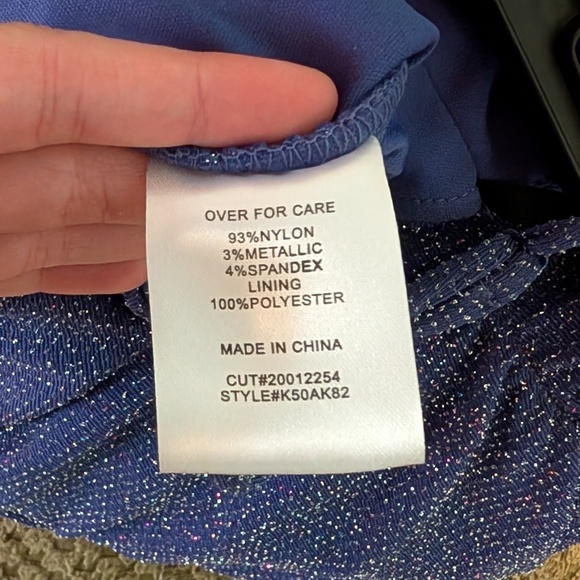 OVER FOR CARE
93%NYLON
3%METALLIC
4%SPANDEX
LINING
100%POLYESTER
MADE IN CHINA
CUT#20012254
STYLE#K50AK82